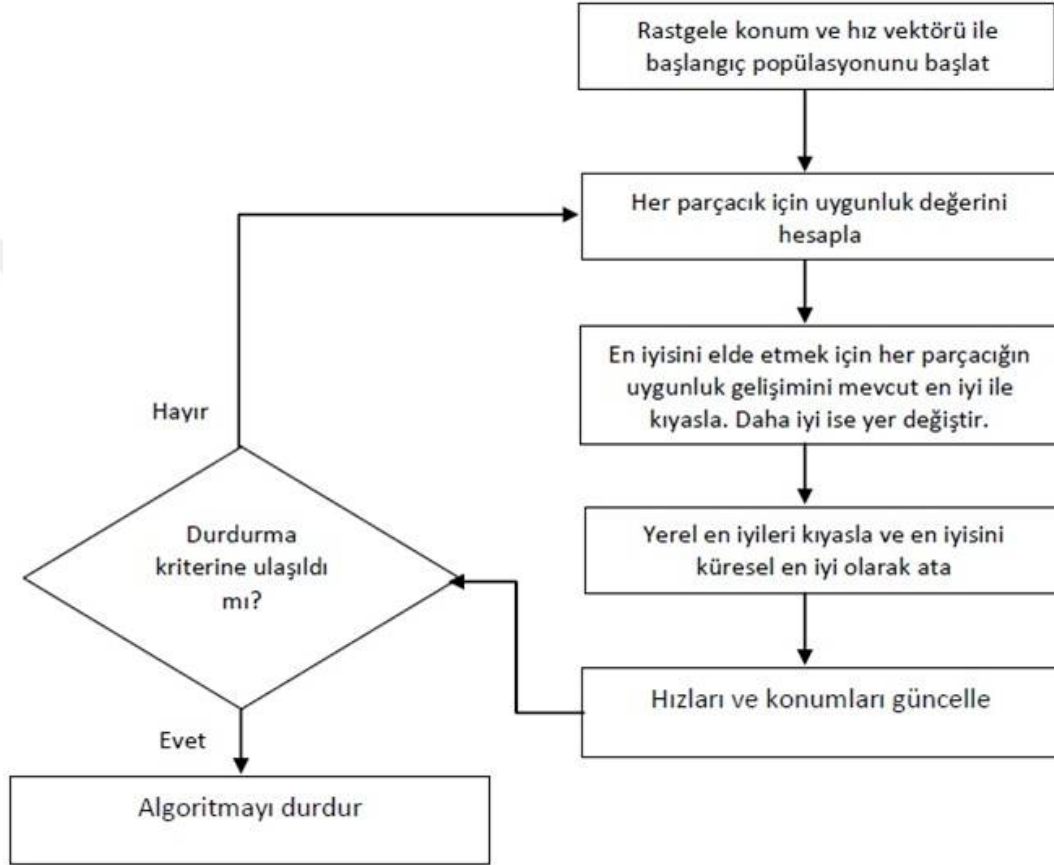 Rastgele konum ve hız vektörü ile
başlangıç popülasyonunu başlat
Her parçacık için uygunluk değerini
hesapla
En iyisini elde etmek için her parçacığın
uygunluk gelişimini mevcut en iyi ile
kıyasla. Daha iyi ise yer değiştir.
Yerel en iyileri kıyasla ve en iyisini
küresel en iyi olarak ata
Hızları ve konumları güncelle
Hayır
Durdurma
kriterine ulaşıldı
mı?
Evet
Algoritmayı durdur